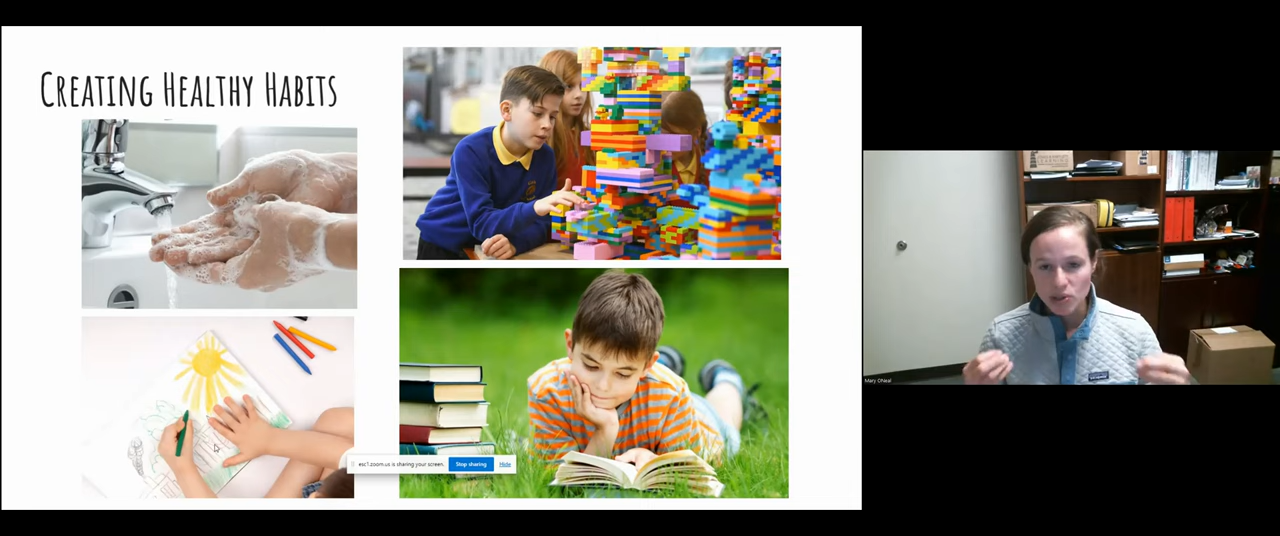 CREATING HEALTHY HABITS
esc1.zoom.us is sharing your screen.
Stop sharing
Hide
Mary ONeal